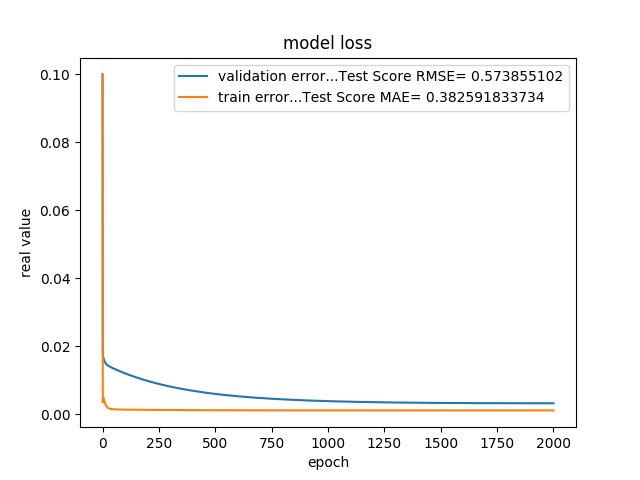 model loss
validation error...Test Score RMSE= 0.573855102
train error...Test Score MAE= 0.382591833734
real value
0.10
0.08
0.06
0.04
0.02
0.00
0 250 500 750 1000 1250 1500 1750 2000
epoch